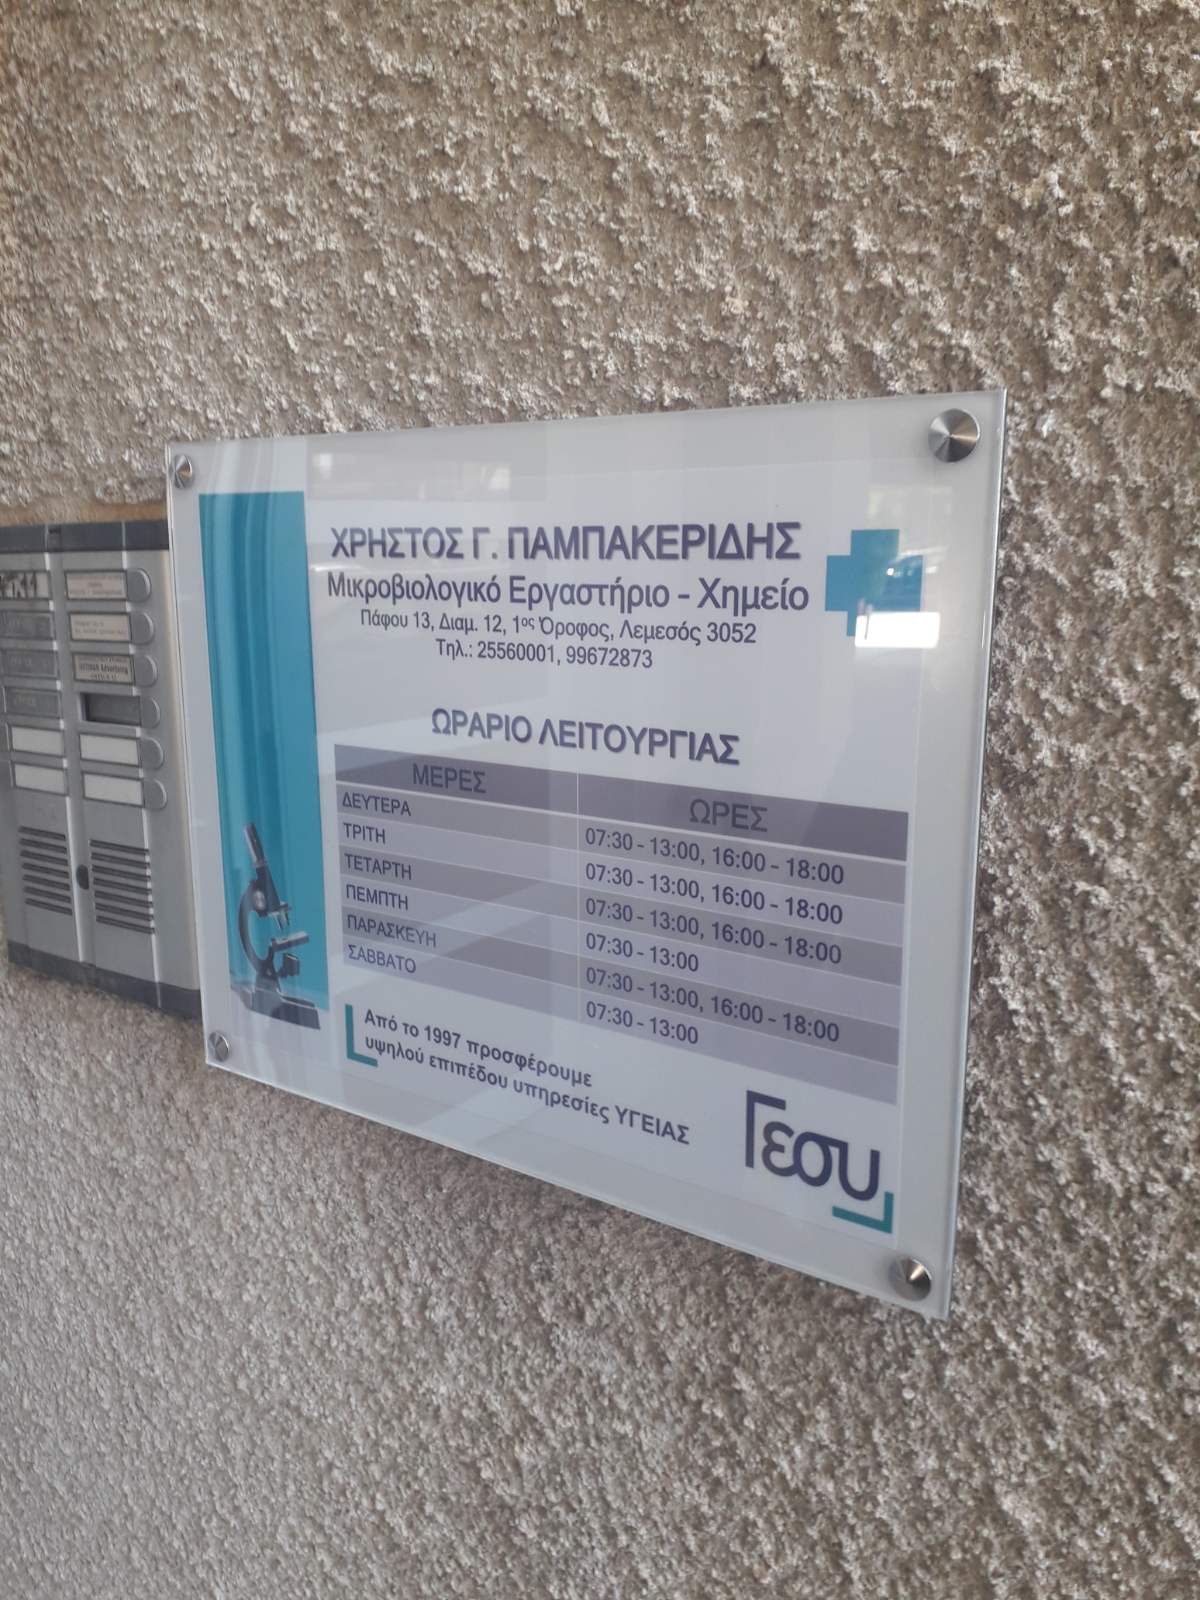 ΧΡΗΣΤΟΣ Γ. ΠΑΜΠΑΚΕΡΙΔΗΣ
Μικροβιολογικό Εργαστήριο - Χημείο
Πάφου 13, Διαμ. 12, 1ος Όροφος, Λεμεσός 3052
Τηλ.: 25560001, 99672873
ΩΡΑΡΙΟ ΛΕΙΤΟΥΡΓΙΑΣ
ΜΕΡΕΣ ΩΡΕΣ
ΔΕΥΤΕΡΑ 07:30 - 13:00, 16:00 - 18:00
ΤΡΙΤΗ 07:30 - 13:00, 16:00 - 18:00
ΤΕΤΑΡΤΗ 07:30 - 13:00, 16:00 - 18:00
ΠΕΜΠΤΗ 07:30 - 13:00
ΠΑΡΑΣΚΕΥΗ 07:30 - 13:00, 16:00 - 18:00
ΣΑΒΒΑΤΟ 07:30 - 13:00
Από το 1997 προσφέρουμε
υψηλού επιπέδου υπηρεσίες ΥΓΕΙΑΣ
Γεσυ